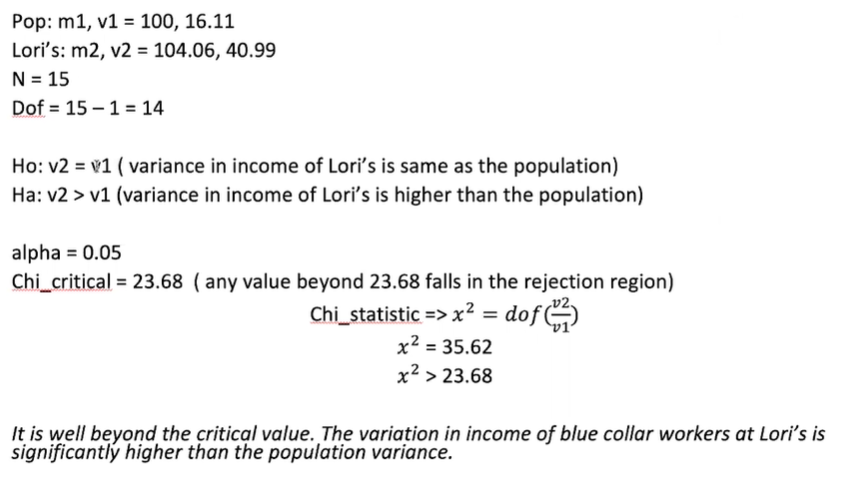 Pop: m1, v1 = 100, 16.11
Lori's: m2, v2 = 104.06, 40.99
N = 15
Dof = 15 – 1 = 14
Ho: v2 = v1 ( variance in income of Lori's is same as the population)
Ha: v2 > v1 (variance in income of Lori's is higher than the population)
alpha = 0.05
Chi_critical = 23.68 ( any value beyond 23.68 falls in the rejection region)
Chi_statistic => x² = dof(v2/v1)
x² = 35.62
x² > 23.68
It is well beyond the critical value. The variation in income of blue collar workers at Lori's is
significantly higher than the population variance.